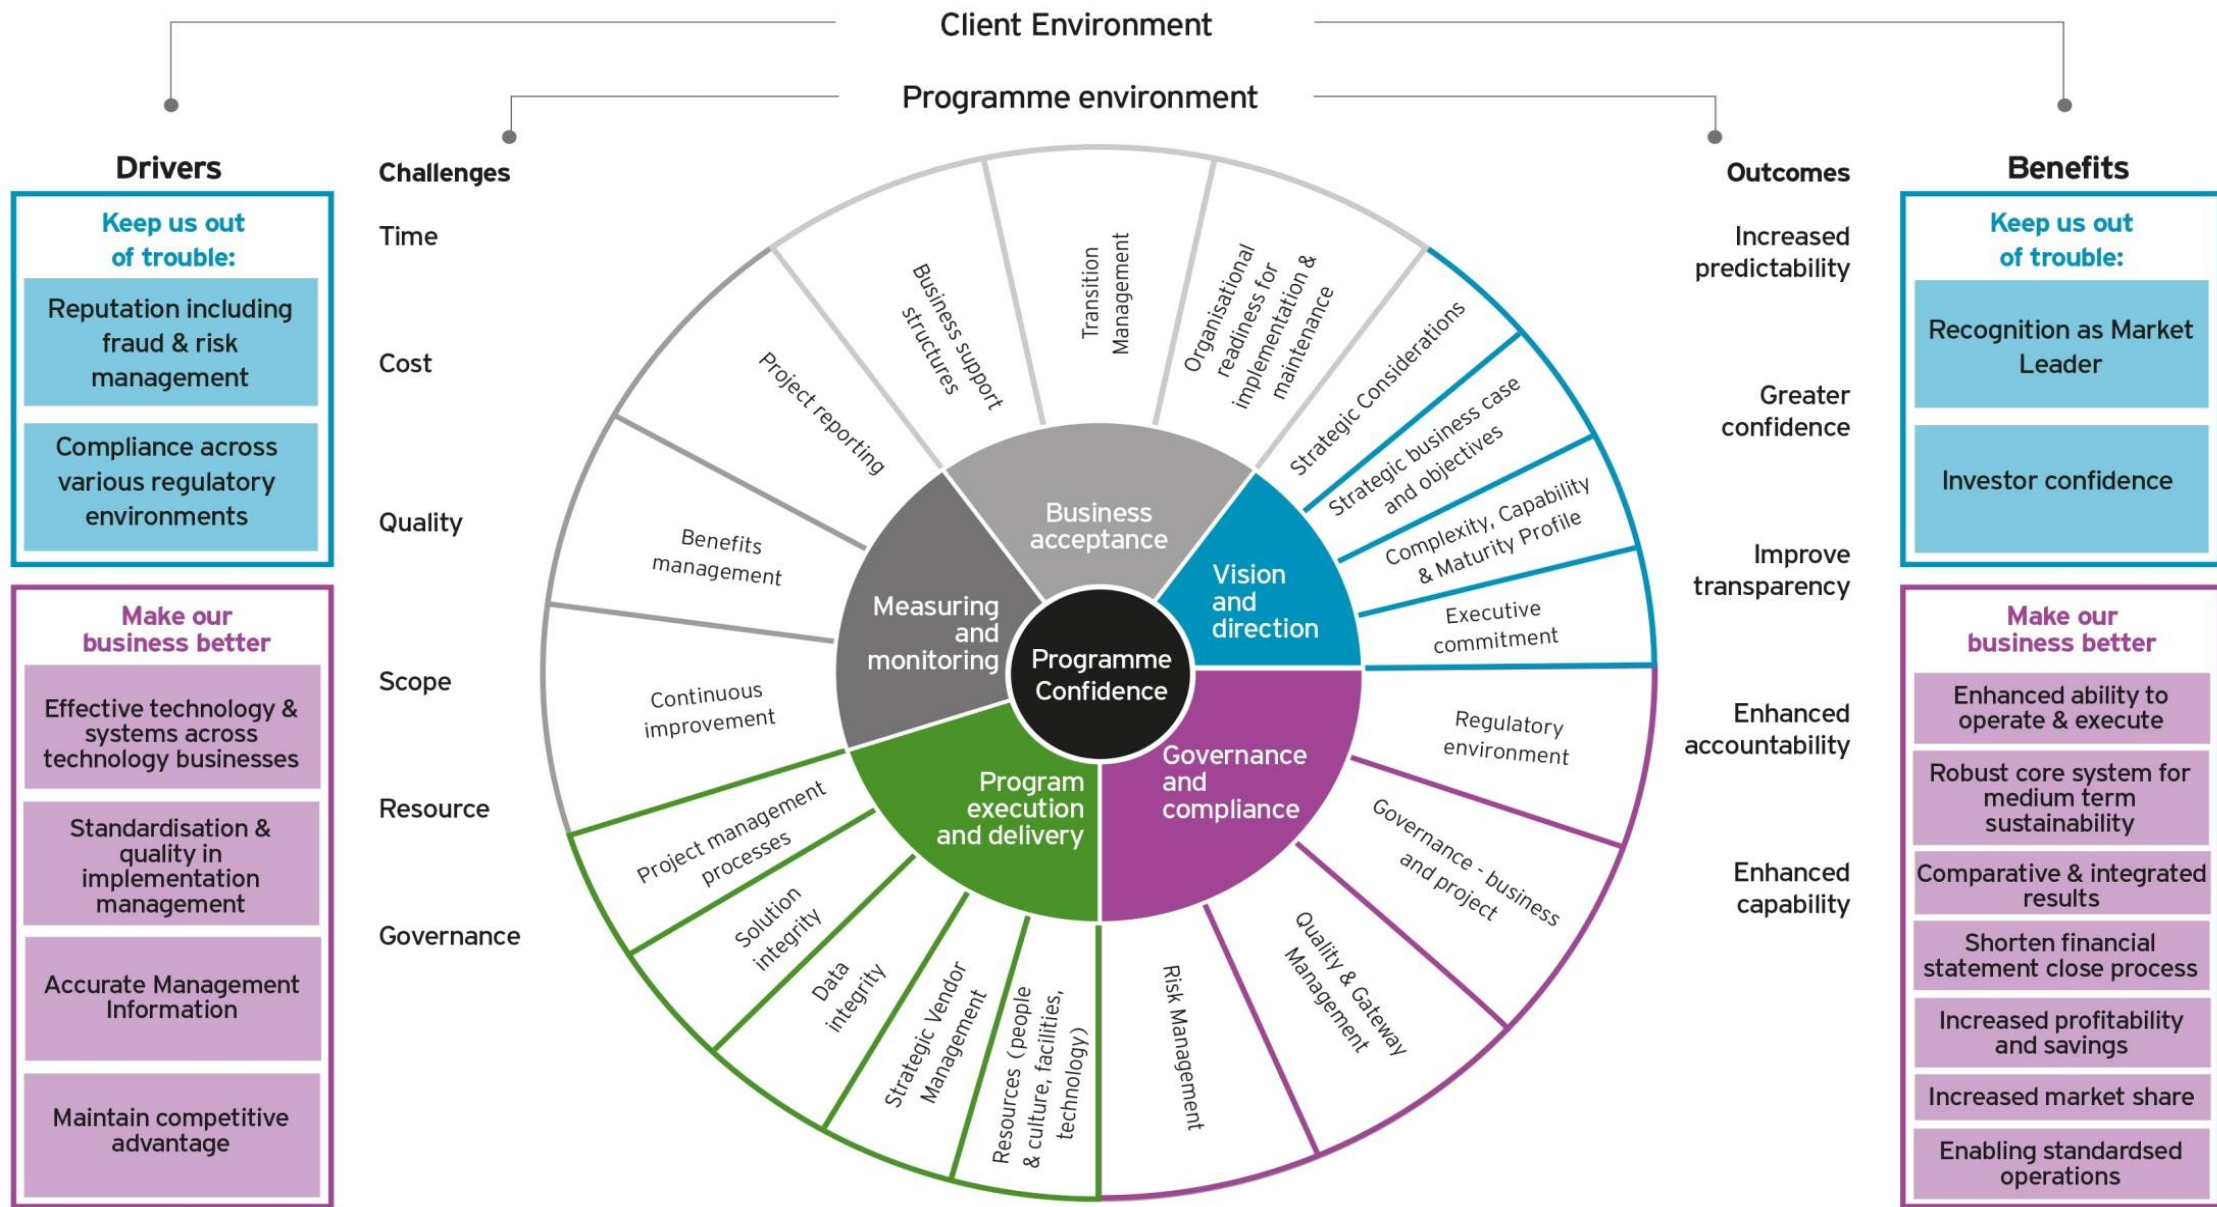 Client Environment
Programme environment
Drivers
Keep us out
of trouble:
Reputation including
fraud & risk
management
Compliance across
various regulatory
environments
Make our
business better
Effective technology &
systems across
technology businesses
Standardisation &
quality in
implementation
management
Accurate Management
Information
Maintain competitive
advantage
Challenges
Time
Cost
Quality
Scope
Resource
Governance
Programme
Confidence
Business
acceptance
Business support
structures
Transition
Management
Organisational
readiness for
implementation &
maintenance
Vision
and
direction
Strategic Considerations
Strategic business case
and objectives
Complexity, Capability
& Maturity Profile
Executive
commitment
Governance
and
compliance
Regulatory
environment
Governance - business
and project
Quality & Gateway
Management
Risk Management
Program
execution
and delivery
Resources (people
& culture, facilities,
technology)
Strategic Vendor
Management
Data
integrity
Solution
integrity
Project management
processes
Measuring
and
monitoring
Continuous
improvement
Benefits
management
Project reporting
Outcomes
Increased
predictability
Greater
confidence
Improve
transparency
Enhanced
accountability
Enhanced
capability
Benefits
Keep us out
of trouble:
Recognition as Market
Leader
Investor confidence
Make our
business better
Enhanced ability to
operate & execute
Robust core system for
medium term
sustainability
Comparative & integrated
results
Shorten financial
statement close process
Increased profitability
and savings
Increased market share
Enabling standardsed
operations